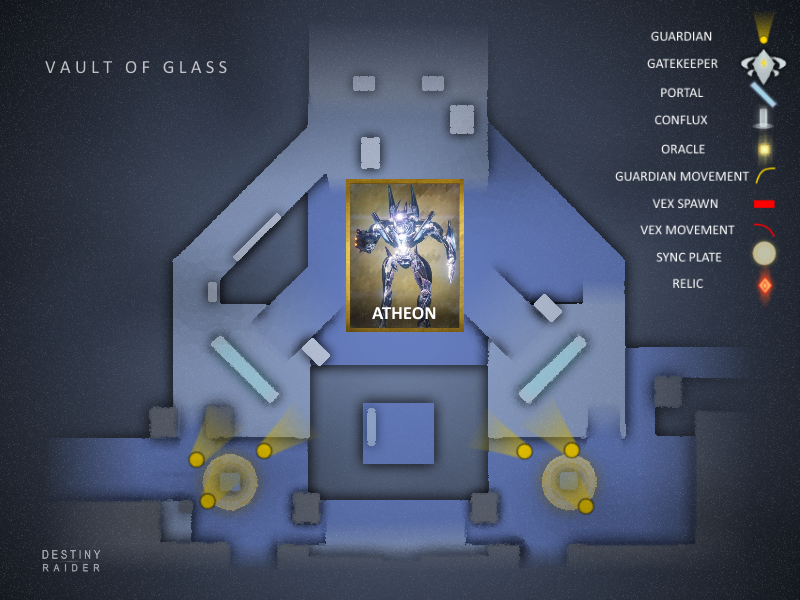 VAULT OF GLASS
GUARDIAN
GATEKEEPER
PORTAL
CONFLUX
ORACLE
GUARDIAN MOVEMENT
VEX SPAWN
VEX MOVEMENT
SYNC PLATE
RELIC
ATHEON
DESTINY
RAIDER